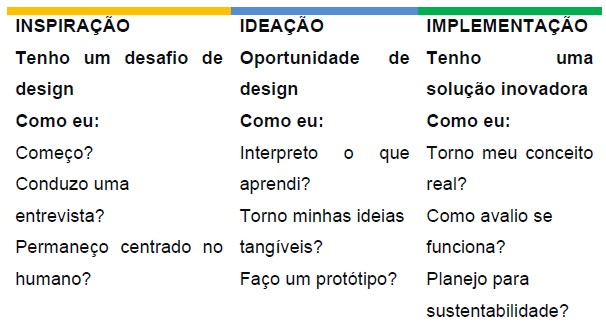 INSPIRAÇÃO
Tenho um desafio de
design
Como eu:
Começo?
Conduzo uma
entrevista?
Permaneço centrado no
humano?
IDEAÇÃO
Oportunidade de
design
Como eu:
Interpreto o que
aprendi?
Torno minhas ideias
tangíveis?
Faço um protótipo?
IMPLEMENTAÇÃO
Tenho uma
solução inovadora
Como eu:
Torno meu conceito
real?
Como avalio se
funciona?
Planejo para
sustentabilidade?